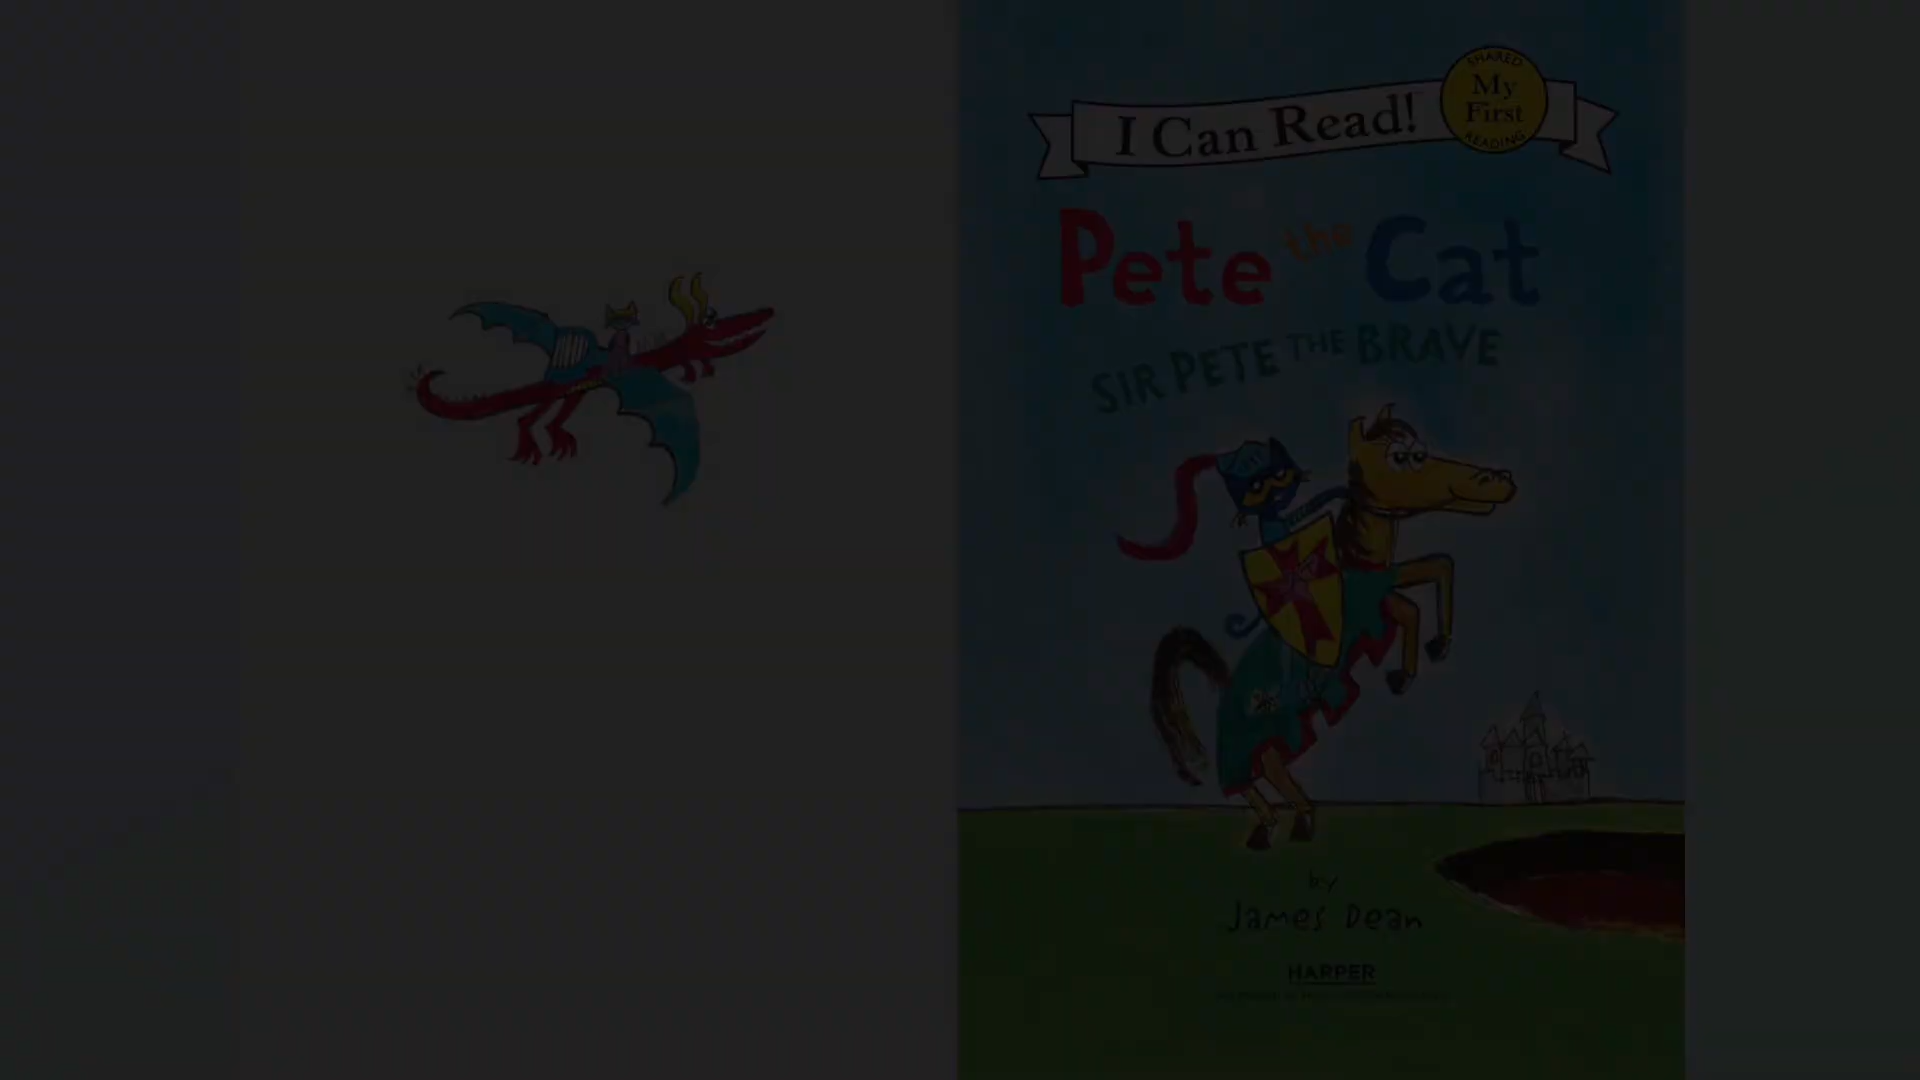 SHARED
My
First
READING
I Can Read!
Pete the Cat
SIR PETE THE BRAVE
by
James Dean
HARPER